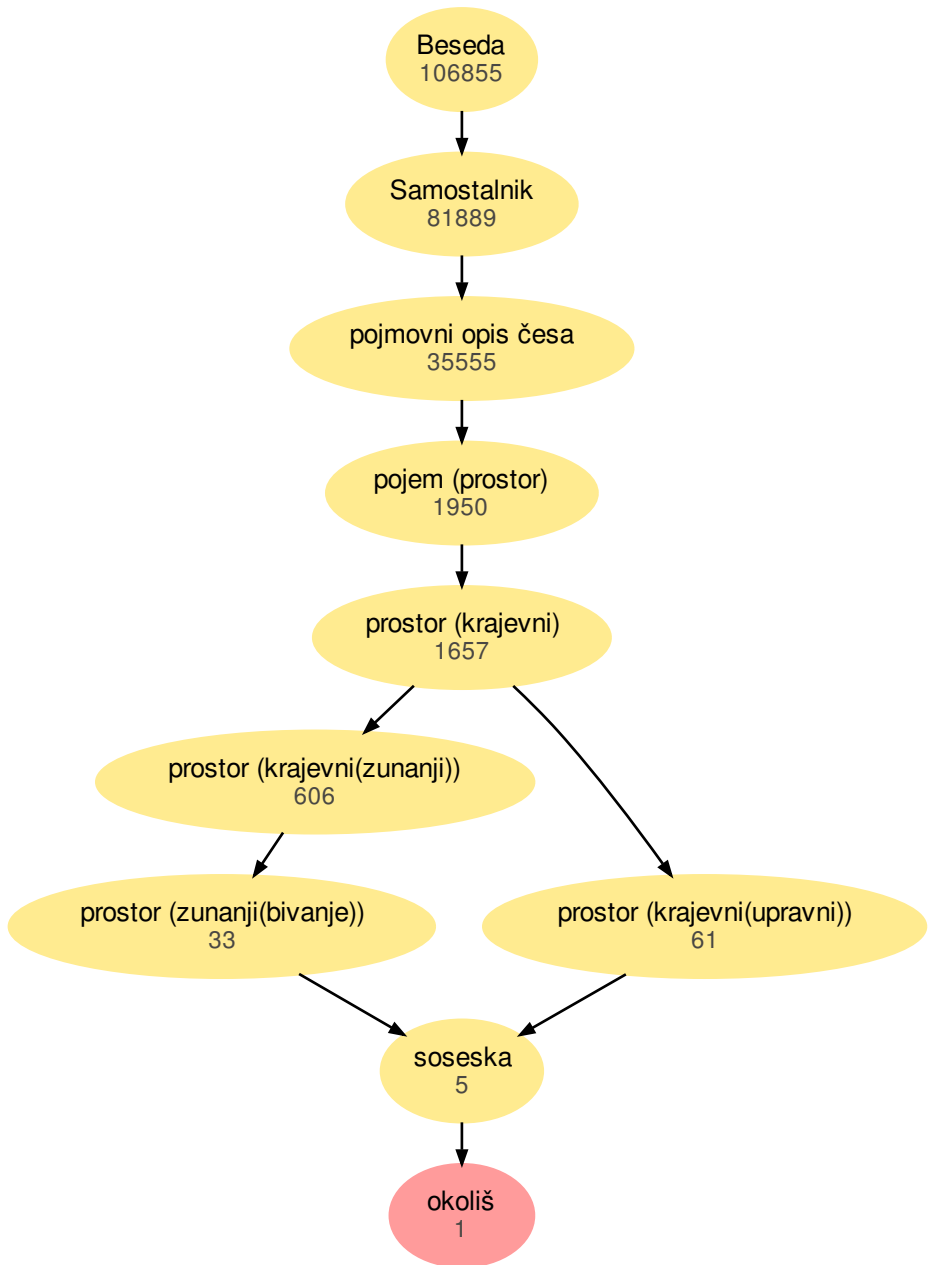 Beseda
106855
Samostalnik
81889
pojmovni opis česa
35555
pojem (prostor)
1950
prostor (krajevni)
1657
prostor (krajevni(zunanji))
606
prostor (zunanji(bivanje))
33
prostor (krajevni(upravni))
61
soseska
5
okoliš
1